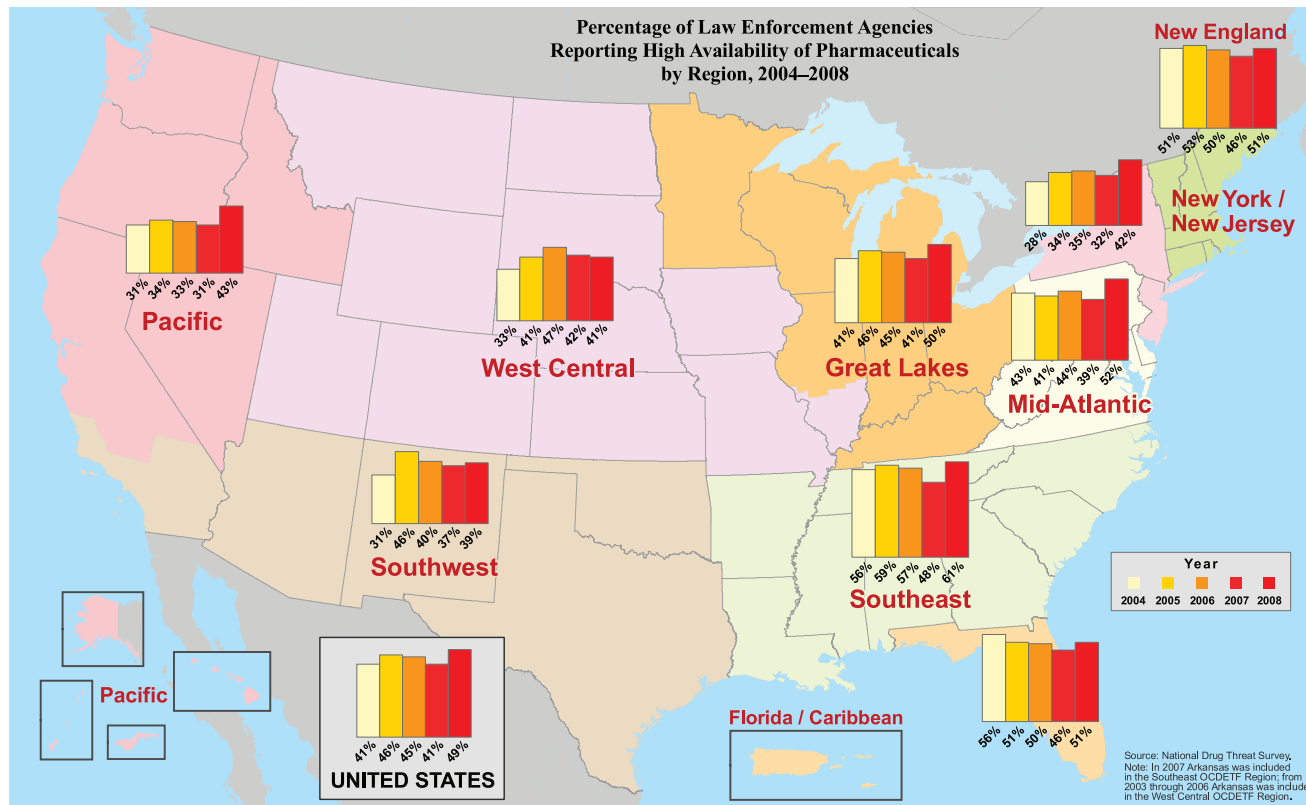 Percentage of Law Enforcement Agencies
Reporting High Availability of Pharmaceuticals
by Region, 2004–2008
New England
51% 53% 50% 46% 51%
28% 34% 35% 32% 42%
New York /
New Jersey
31% 34% 33% 31% 43%
Pacific
33% 41% 47% 42% 41%
West Central
41% 46% 45% 41% 50%
Great Lakes
43% 41% 44% 39% 52%
Mid-Atlantic
31% 46% 40% 37% 39%
Southwest
56% 59% 57% 48% 61%
Southeast
Year
2004 2005 2006 2007 2008
Pacific
41% 46% 45% 41% 49%
UNITED STATES
Florida / Caribbean
56% 51% 50% 46% 51%
Source: National Drug Threat Survey.
Note: In 2007 Arkansas was included
in the Southeast OCDETF Region; from
2003 through 2006 Arkansas was include
in the West Central OCDETF Region.